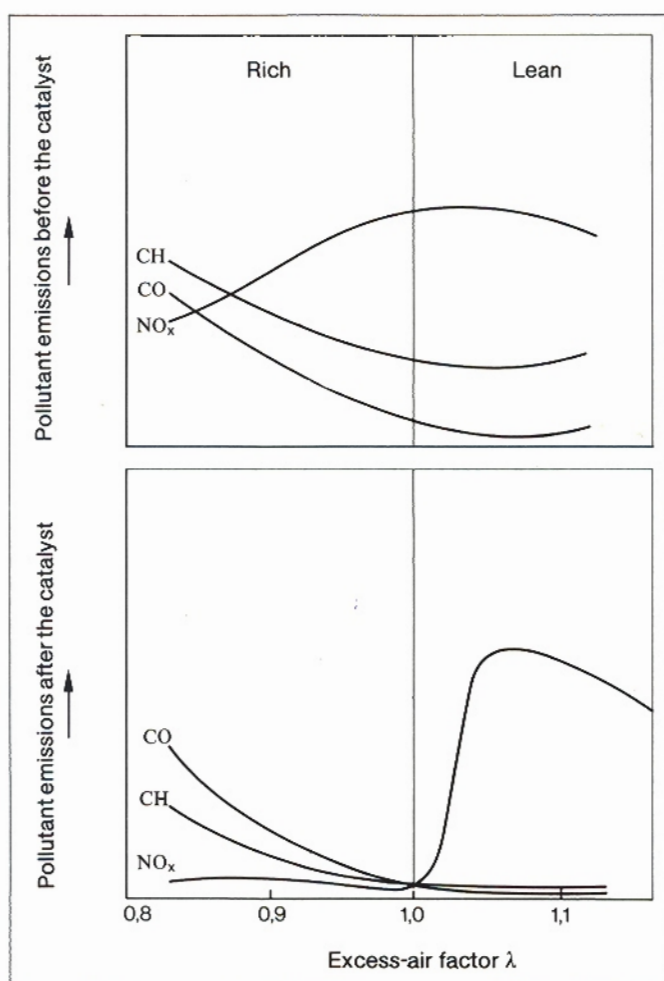 Rich
Lean
Pollutant emissions before the catalyst
CH
CO
NOx
Pollutant emissions after the catalyst
CO
CH
NOx
0,8
0,9
1,0
1,1
Excess-air factor λ